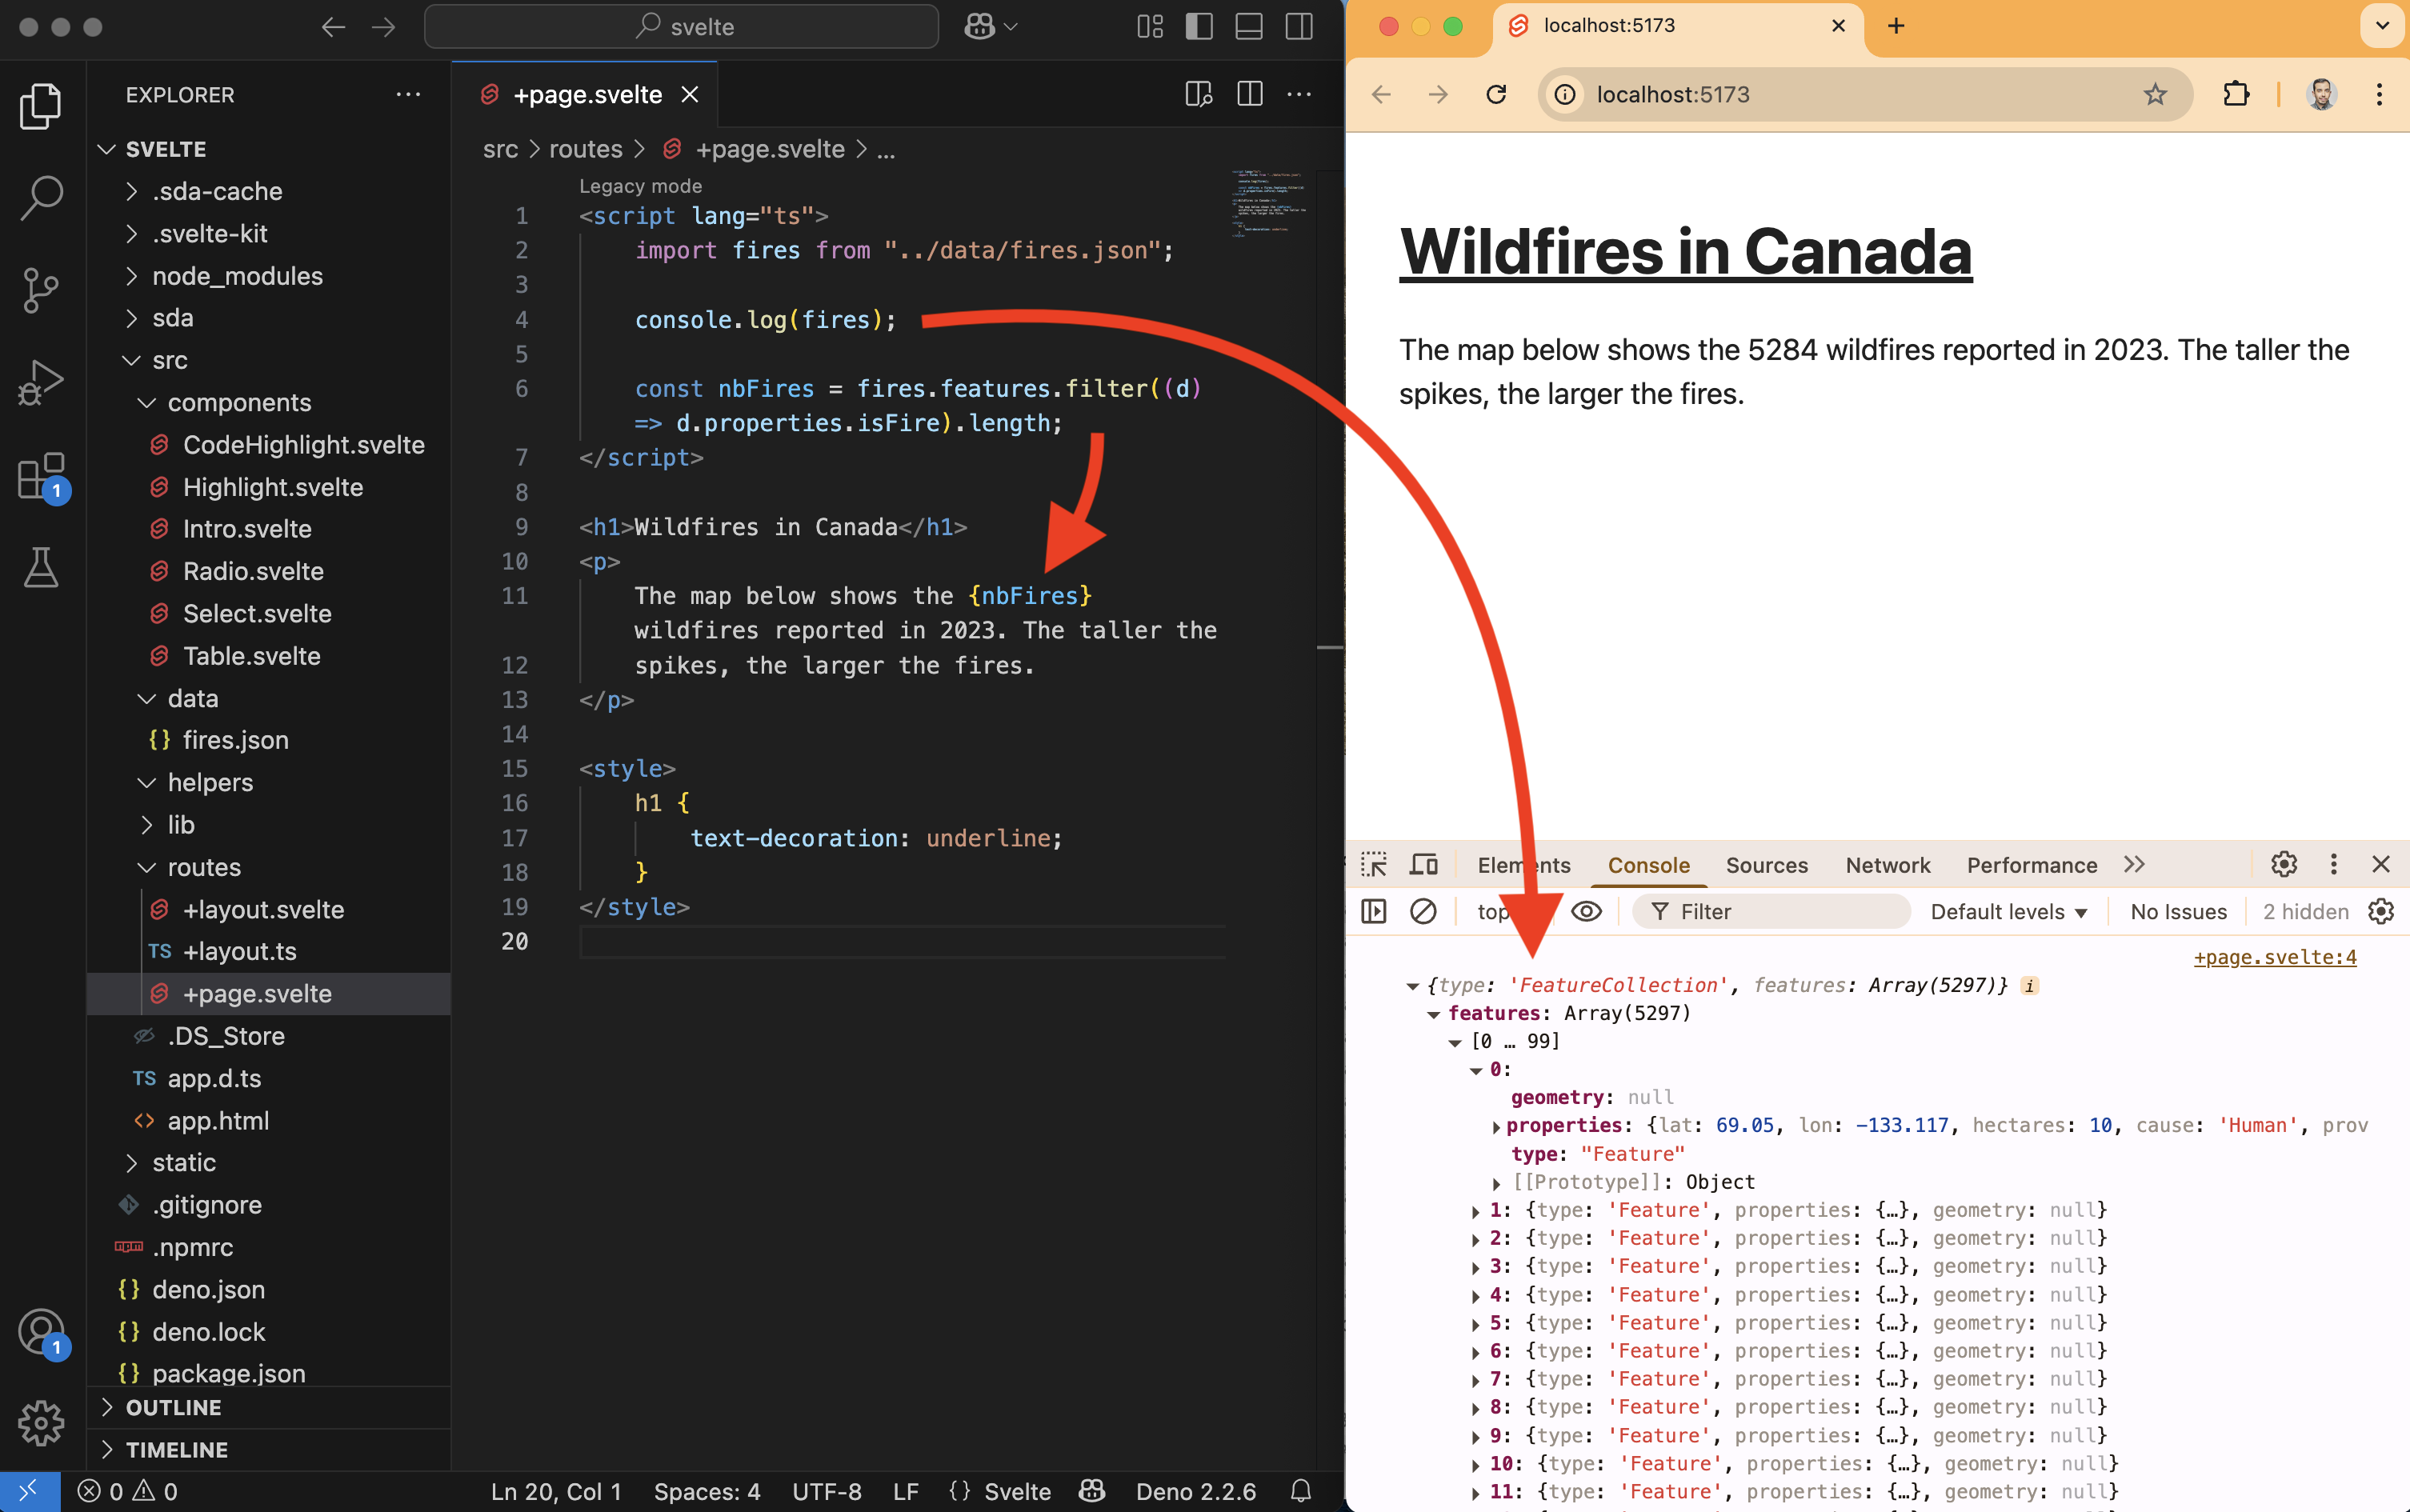 svelte
EXPLORER
SVELTE
.sda-cache
.svelte-kit
node_modules
sda
src
components
CodeHighlight.svelte
Highlight.svelte
Intro.svelte
Radio.svelte
Select.svelte
Table.svelte
data
{} fires.json
helpers
lib
routes
+layout.svelte
TS +layout.ts
+page.svelte
.DS_Store
TS app.d.ts
<> app.html
static
.gitignore
.npmrc
{} deno.json
{} deno.lock
{} package.json
OUTLINE
TIMELINE
1
1
+page.svelte
src > routes > +page.svelte > ...
Legacy mode
1 <script lang="ts">
2 import fires from "../data/fires.json";
3
4 console.log(fires);
5
6 const nbFires = fires.features.filter((d)
=> d.properties.isFire).length;
7 </script>
8
9 <h1>Wildfires in Canada</h1>
10 <p>
11 The map below shows the {nbFires}
wildfires reported in 2023. The taller the
12 spikes, the larger the fires.
13 </p>
14
15 <style>
16 h1 {
17 text-decoration: underline;
18 }
19 </style>
20
0 0
Ln 20, Col 1 Spaces: 4 UTF-8 LF {} Svelte Deno 2.2.6
localhost:5173
localhost:5173
Wildfires in Canada
The map below shows the 5284 wildfires reported in 2023. The taller the
spikes, the larger the fires.
Elements Console Sources Network Performance
top Filter Default levels No Issues 2 hidden
+page.svelte:4
{type: 'FeatureCollection', features: Array(5297)} i
features: Array(5297)
[0 … 99]
0:
geometry: null
properties: {lat: 69.05, lon: -133.117, hectares: 10, cause: 'Human', prov
type: "Feature"
[[Prototype]]: Object
1: {type: 'Feature', properties: {…}, geometry: null}
2: {type: 'Feature', properties: {…}, geometry: null}
3: {type: 'Feature', properties: {…}, geometry: null}
4: {type: 'Feature', properties: {…}, geometry: null}
5: {type: 'Feature', properties: {…}, geometry: null}
6: {type: 'Feature', properties: {…}, geometry: null}
7: {type: 'Feature', properties: {…}, geometry: null}
8: {type: 'Feature', properties: {…}, geometry: null}
9: {type: 'Feature', properties: {…}, geometry: null}
10: {type: 'Feature', properties: {…}, geometry: null}
11: {type: 'Feature', properties: {…}, geometry: null}